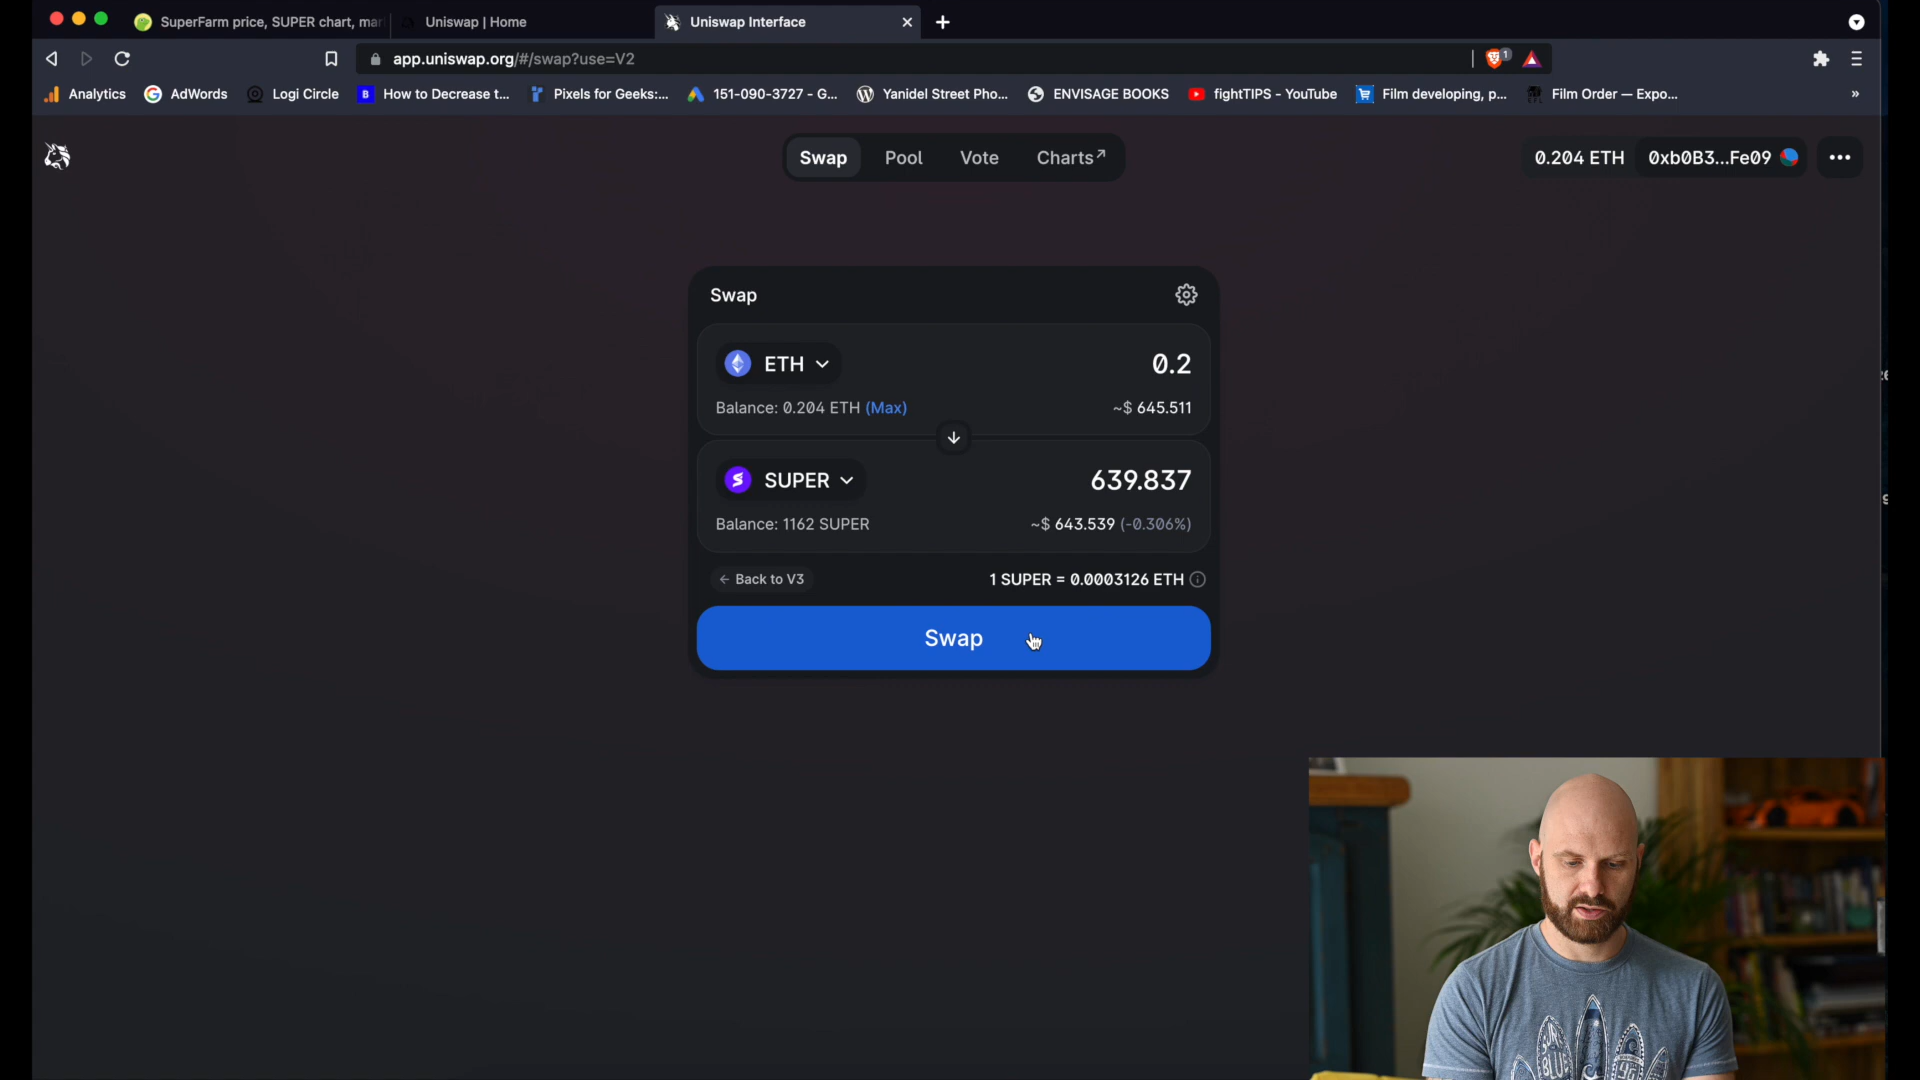 SuperFarm price, SUPER chart, mar
Uniswap | Home
Uniswap Interface
app.uniswap.org/#/swap?use=V2
1
Analytics
AdWords
Logi Circle
How to Decrease t...
Pixels for Geeks:...
151-090-3727 - G...
Yanidel Street Pho...
ENVISAGE BOOKS
fightTIPS - YouTube
Film developing, p...
Film Order — Expo...
»
Swap
Pool
Vote
Charts↗
0.204 ETH
0xb0B3...Fe09
Swap
ETH
0.2
Balance: 0.204 ETH (Max)
~$ 645.511
SUPER
639.837
Balance: 1162 SUPER
~$ 643.539 (-0.306%)
← Back to V3
1 SUPER = 0.0003126 ETH
Swap